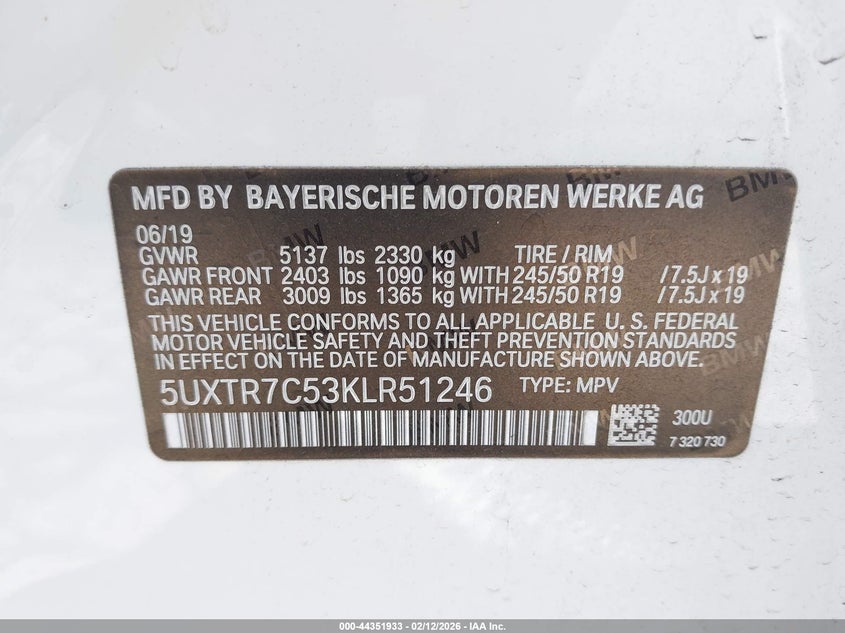 MFD BY BAYERISCHE MOTOREN WERKE AG
06/19
GVWR 5137 lbs 2330 kg TIRE / RIM
GAWR FRONT 2403 lbs 1090 kg WITH 245/50 R19 / 7.5J x 19
GAWR REAR 3009 lbs 1365 kg WITH 245/50 R19 / 7.5J x 19
THIS VEHICLE CONFORMS TO ALL APPLICABLE U. S. FEDERAL
MOTOR VEHICLE SAFETY AND THEFT PREVENTION STANDARDS
IN EFFECT ON THE DATE OF MANUFACTURE SHOWN ABOVE.
5UXTR7C53KLR51246 TYPE: MPV
300U
7 320 730
000-44351933 - 02/12/2026 - IAA Inc.